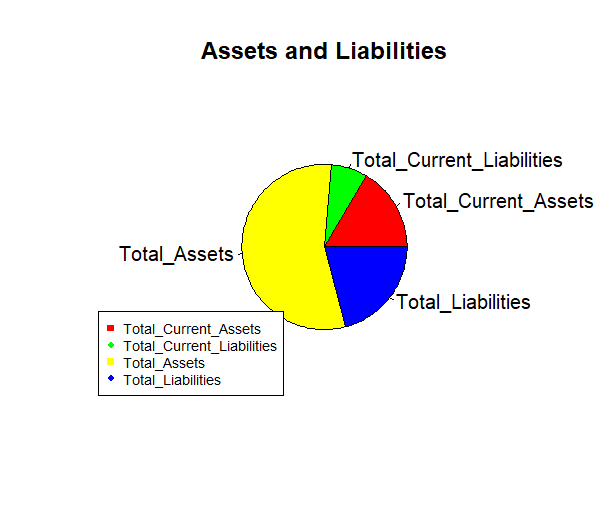 Assets and Liabilities
Total_Current_Liabilities
Total_Current_Assets
Total_Assets
Total_Liabilities
Total_Current_Assets
Total_Current_Liabilities
Total_Assets
Total_Liabilities